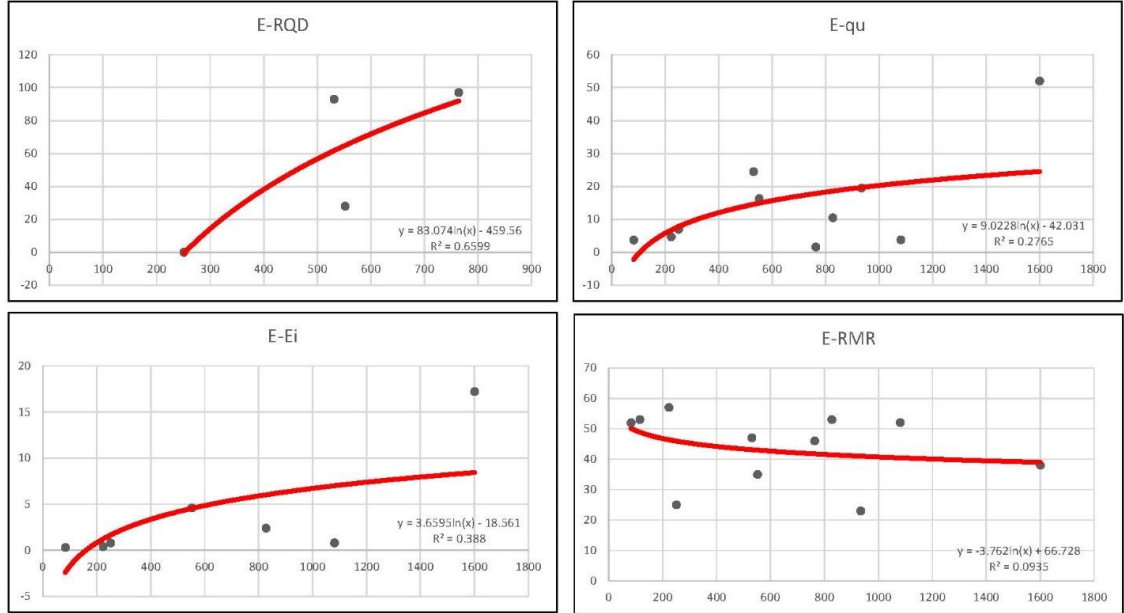 E-RQD
120
100
80
60
40
20
0
-20
0 100 200 300 400 500 600 700 800 900
y = 83.074ln(x) - 459.56
R² = 0.6599
E-qu
60
50
40
30
20
10
0
-10
0 200 400 600 800 1000 1200 1400 1600 1800
y = 9.0228ln(x) - 42.031
R² = 0.2765
E-Ei
20
15
10
5
0
-5
0 200 400 600 800 1000 1200 1400 1600 1800
y = 3.6595ln(x) - 18.561
R² = 0.388
E-RMR
70
60
50
40
30
20
10
0
0 200 400 600 800 1000 1200 1400 1600 1800
y = -3.762ln(x) + 66.728
R² = 0.0935